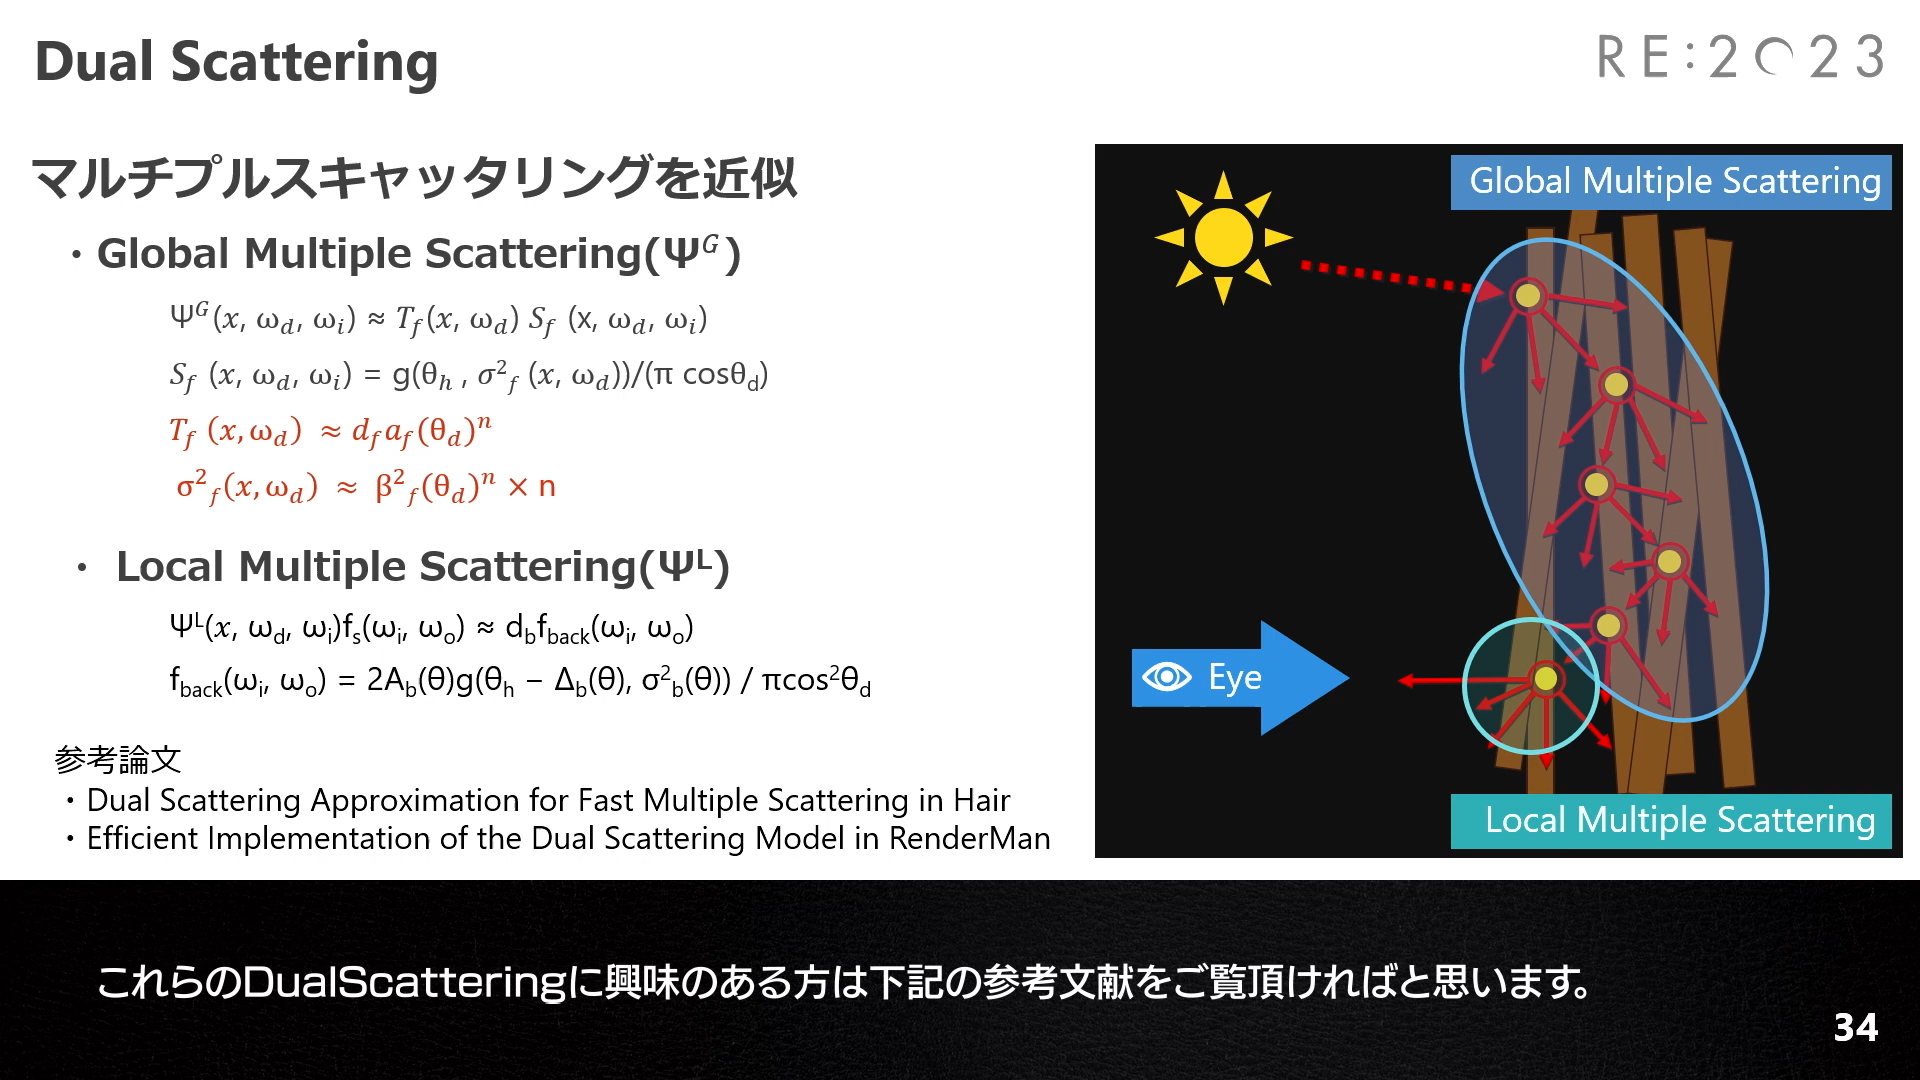 Dual Scattering
RE:2023
マルチプルスキャッタリングを近似
・Global Multiple Scattering(Ψ^G)
Ψ^G(x, ω_d, ω_i) ≈ T_f(x, ω_d) S_f (x, ω_d, ω_i)
S_f (x, ω_d, ω_i) = g(θ_h , σ^2_f (x, ω_d))/(π cosθ_d)
T_f (x, ω_d) ≈ d_f a_f(θ_d)^n
σ^2_f(x, ω_d) ≈ β^2_f(θ_d)^n × n
・ Local Multiple Scattering(Ψ^L)
Ψ^L(x, ω_d, ω_i)f_s(ω_i, ω_o) ≈ d_b f_back(ω_i, ω_o)
f_back(ω_i, ω_o) = 2A_b(θ)g(θ_h − Δ_b(θ), σ^2_b(θ)) / πcos^2θ_d
参考論文
・Dual Scattering Approximation for Fast Multiple Scattering in Hair
・Efficient Implementation of the Dual Scattering Model in RenderMan
Global Multiple Scattering
Eye
Local Multiple Scattering
これらのDualScatteringに興味のある方は下記の参考文献をご覧頂ければと思います。
34